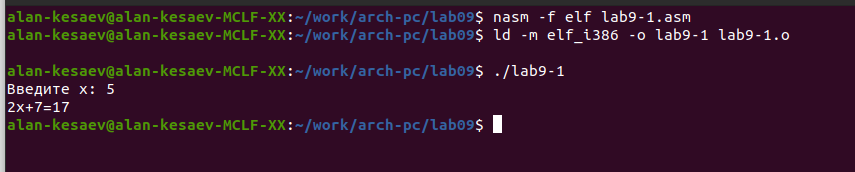 alan-kesaev@alan-kesaev-MCLF-XX:~/work/arch-pc/lab09$ nasm -f elf lab9-1.asm
alan-kesaev@alan-kesaev-MCLF-XX:~/work/arch-pc/lab09$ ld -m elf_i386 -o lab9-1 lab9-1.o
alan-kesaev@alan-kesaev-MCLF-XX:~/work/arch-pc/lab09$ ./lab9-1
Введите x: 5
2x+7=17
alan-kesaev@alan-kesaev-MCLF-XX:~/work/arch-pc/lab09$